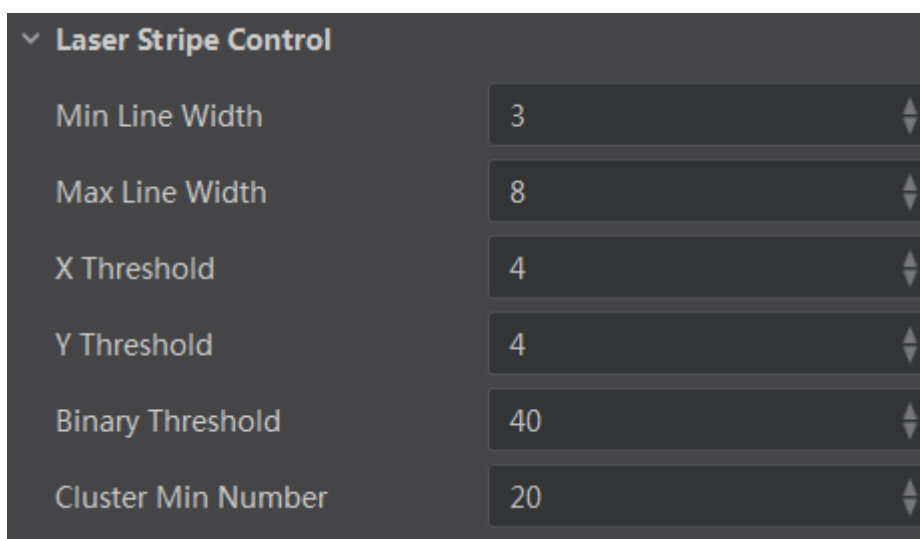 Laser Stripe Control
Min Line Width 3
Max Line Width 8
X Threshold 4
Y Threshold 4
Binary Threshold 40
Cluster Min Number 20